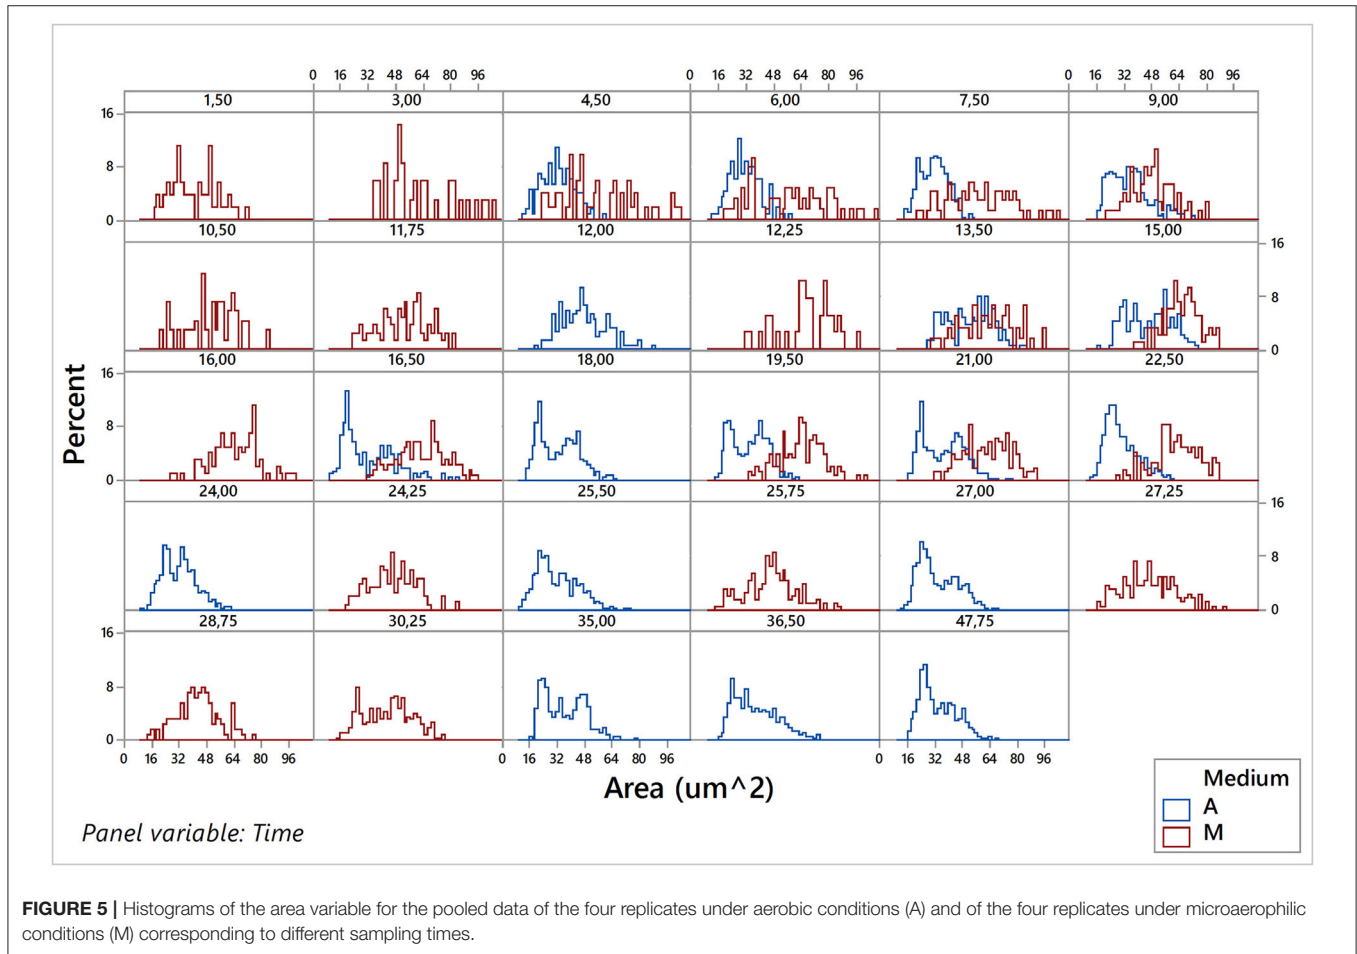 0 16 32 48 64 80 96 0 16 32 48 64 80 96 0 16 32 48 64 80 96
1,50 3,00 4,50 6,00 7,50 9,00
16
8
0
10,50 11,75 12,00 12,25 13,50 15,00
16
8
0
16,00 16,50 18,00 19,50 21,00 22,50
16
8
0
24,00 24,25 25,50 25,75 27,00 27,25
16
8
0
28,75 30,25 35,00 36,50 47,75
16
8
0
0 16 32 48 64 80 96 0 16 32 48 64 80 96 0 16 32 48 64 80 96
Percent
Area (um^2)
Panel variable: Time
Medium
A
M
FIGURE 5 | Histograms of the area variable for the pooled data of the four replicates under aerobic conditions (A) and of the four replicates under microaerophilic
conditions (M) corresponding to different sampling times.